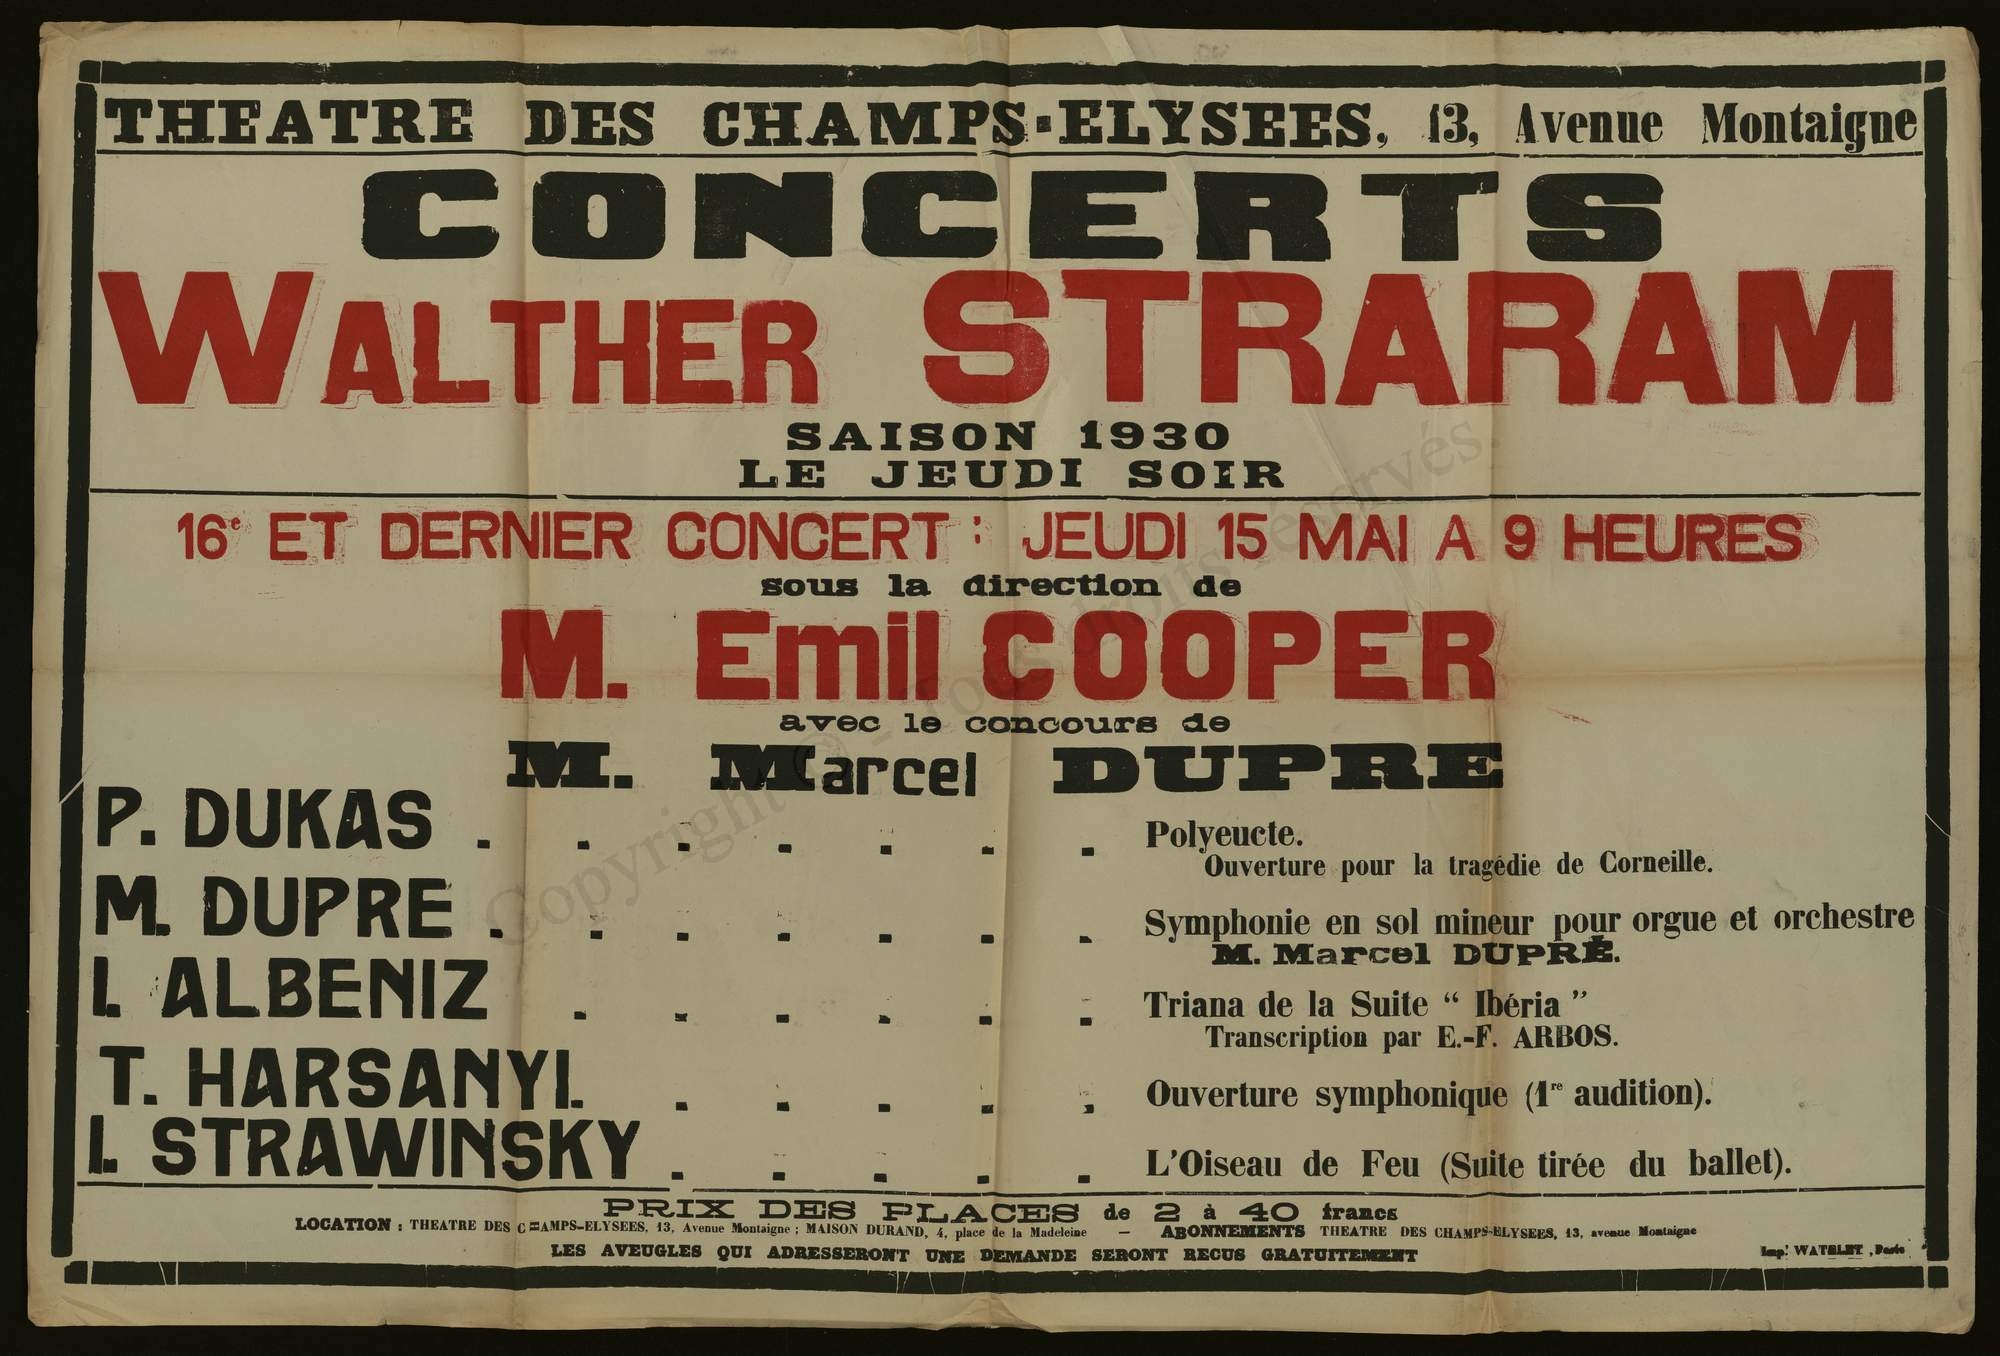 THEATRE DES CHAMPS-ELYSEES, 13, Avenue Montaigne
CONCERTS
WALTHER STRARAM
SAISON 1930
LE JEUDI SOIR
16e ET DERNIER CONCERT : JEUDI 15 MAI A 9 HEURES
sous la direction de
M. Emil COOPER
avec le concours de
M. Marcel DUPRE
P. DUKAS . . . . . . . Polyeucte.
Ouverture pour la tragédie de Corneille.
M. DUPRE . . . . . . . Symphonie en sol mineur pour orgue et orchestre
M. Marcel DUPRÉ.
I. ALBENIZ . . . . . . Triana de la Suite “ Ibéria ”
Transcription par E.-F. ARBOS.
T. HARSANYI. . . . . . Ouverture symphonique (1re audition).
I. STRAWINSKY . . . . . L'Oiseau de Feu (Suite tirée du ballet).
PRIX DES PLACES de 2 à 40 francs
LOCATION : THEATRE DES CHAMPS-ELYSEES, 13, Avenue Montaigne ; MAISON DURAND, 4, place de la Madeleine — ABONNEMENTS THEATRE DES CHAMPS-ELYSEES, 13, avenue Montaigne
LES AVEUGLES QUI ADRESSERONT UNE DEMANDE SERONT RECUS GRATUITEMENT
Imp. WATELET, Paris
Copyright © - Tous droits réservés.